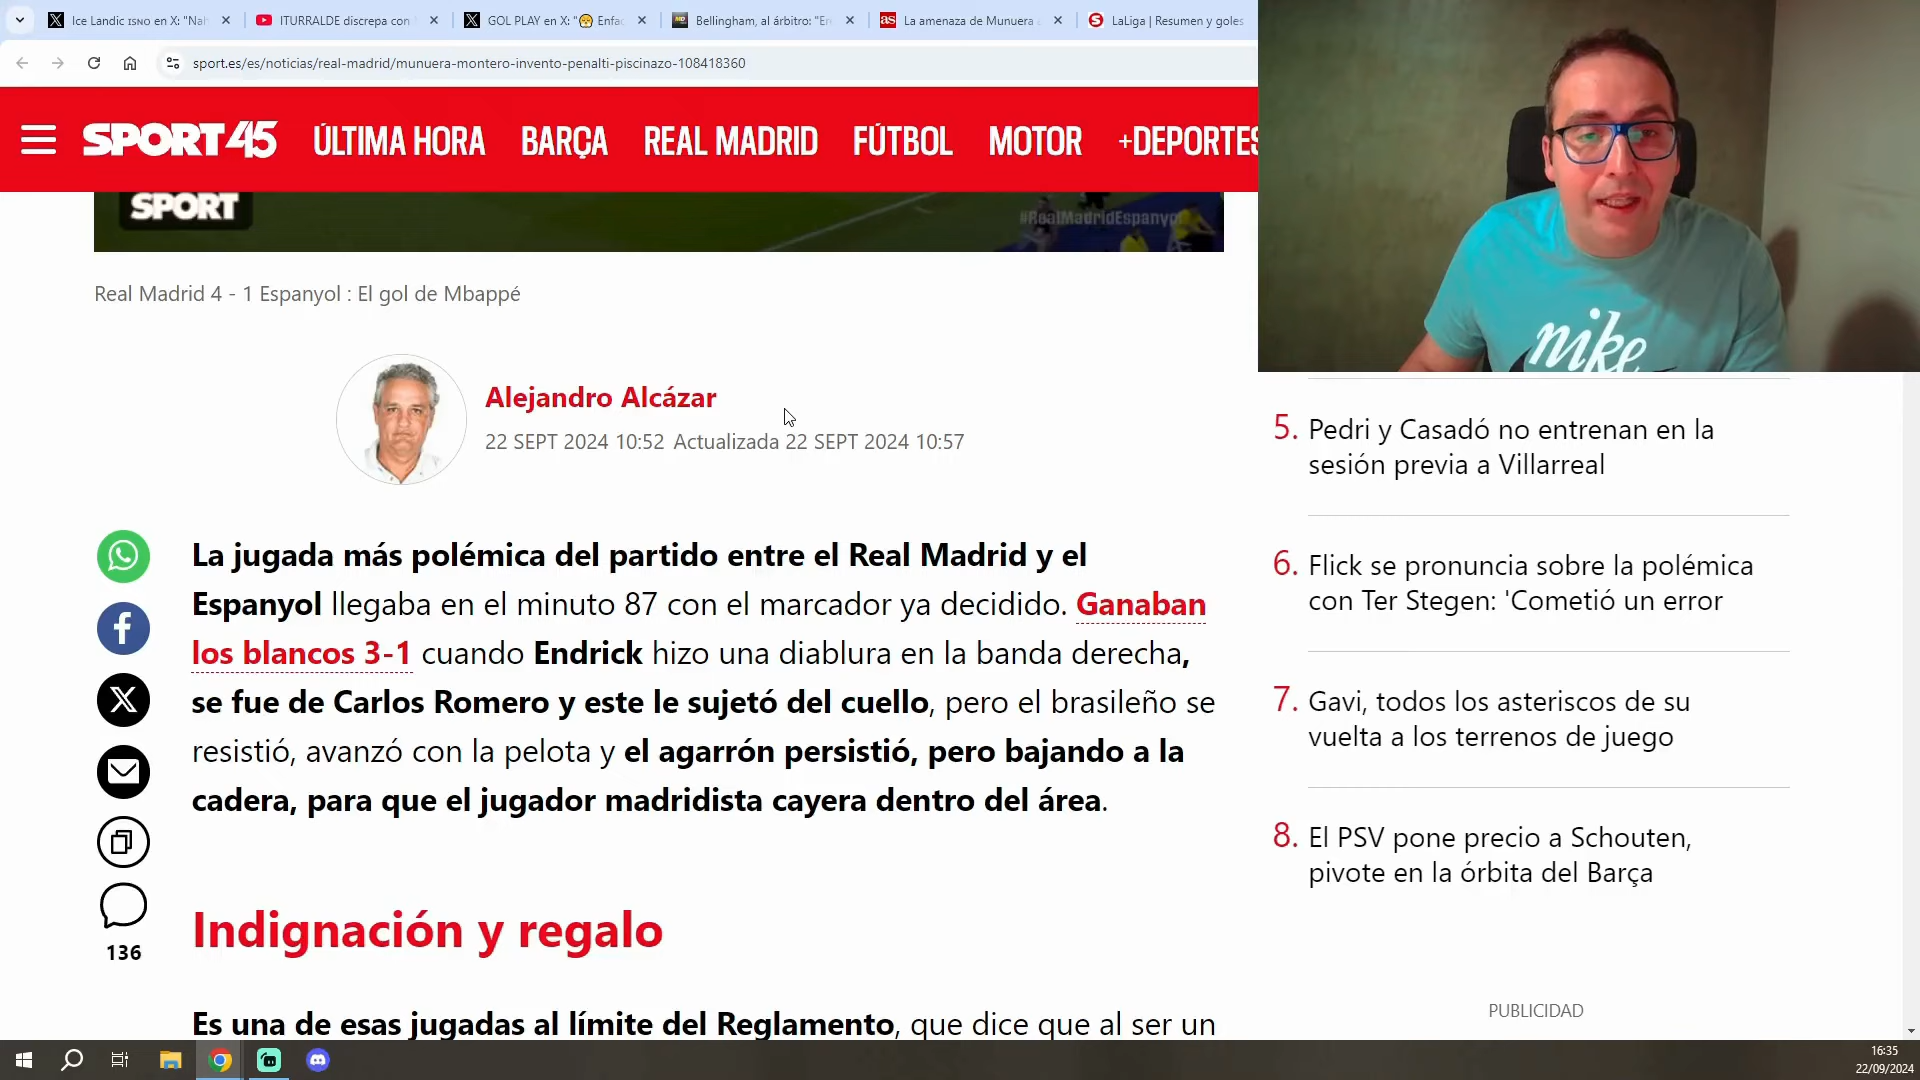 Ice Landic ɪsɴᴏ en X: "Nah
ITURRALDE discrepa con
GOL PLAY en X: "😡 Enfac
Bellingham, al árbitro: "En
La amenaza de Munuera a
LaLiga | Resumen y goles
sport.es/es/noticias/real-madrid/munuera-montero-invento-penalti-piscinazo-108418360
SPORT 45
ÚLTIMA HORA
BARÇA
REAL MADRID
FÚTBOL
MOTOR
+DEPORTES
SPORT
#RealMadridEspanyol
Real Madrid 4 - 1 Espanyol : El gol de Mbappé
nike
Alejandro Alcázar
22 SEPT 2024 10:52 Actualizada 22 SEPT 2024 10:57
La jugada más polémica del partido entre el Real Madrid y el
Espanyol llegaba en el minuto 87 con el marcador ya decidido. Ganaban
los blancos 3-1 cuando Endrick hizo una diablura en la banda derecha,
se fue de Carlos Romero y este le sujetó del cuello, pero el brasileño se
resistió, avanzó con la pelota y el agarrón persistió, pero bajando a la
cadera, para que el jugador madridista cayera dentro del área.
136
Indignación y regalo
Es una de esas jugadas al límite del Reglamento, que dice que al ser un
5. Pedri y Casadó no entrenan en la
sesión previa a Villarreal
6. Flick se pronuncia sobre la polémica
con Ter Stegen: 'Cometió un error
7. Gavi, todos los asteriscos de su
vuelta a los terrenos de juego
8. El PSV pone precio a Schouten,
pivote en la órbita del Barça
PUBLICIDAD
16:35
22/09/2024